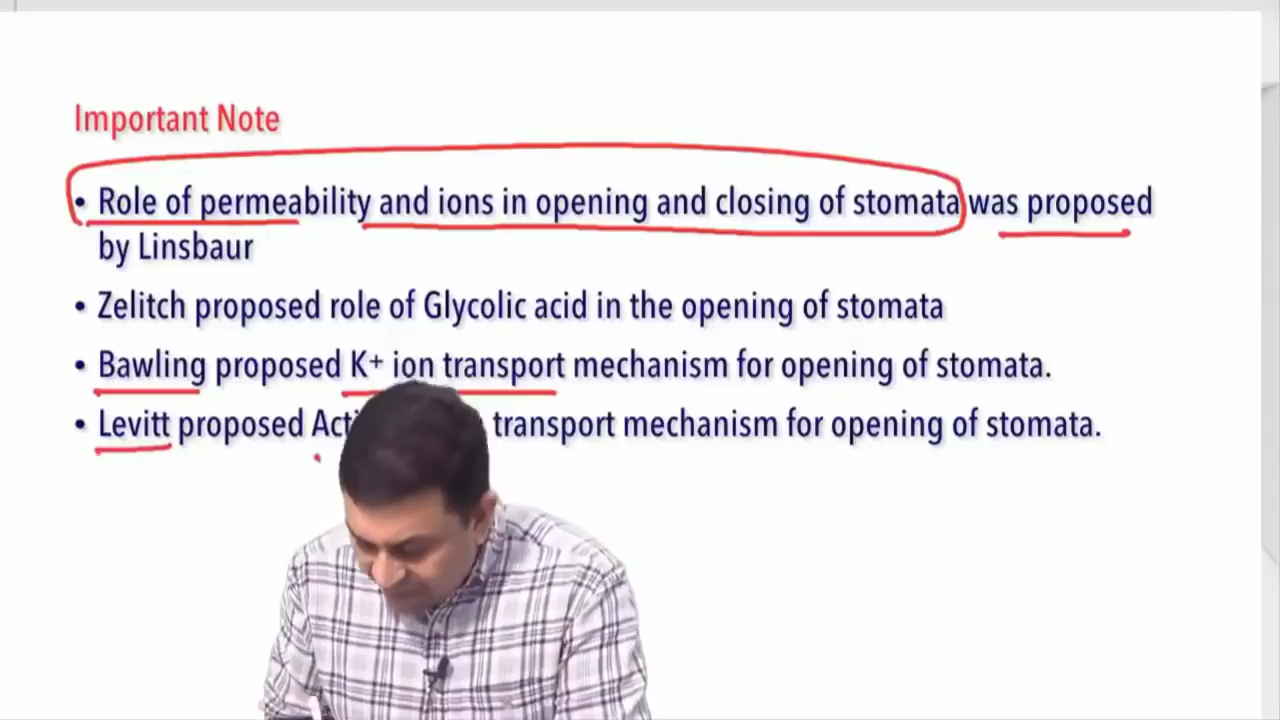 Important Note
• Role of permeability and ions in opening and closing of stomata was proposed
by Linsbaur
• Zelitch proposed role of Glycolic acid in the opening of stomata
• Bawling proposed K+ ion transport mechanism for opening of stomata.
• Levitt proposed transport mechanism for opening of stomata.